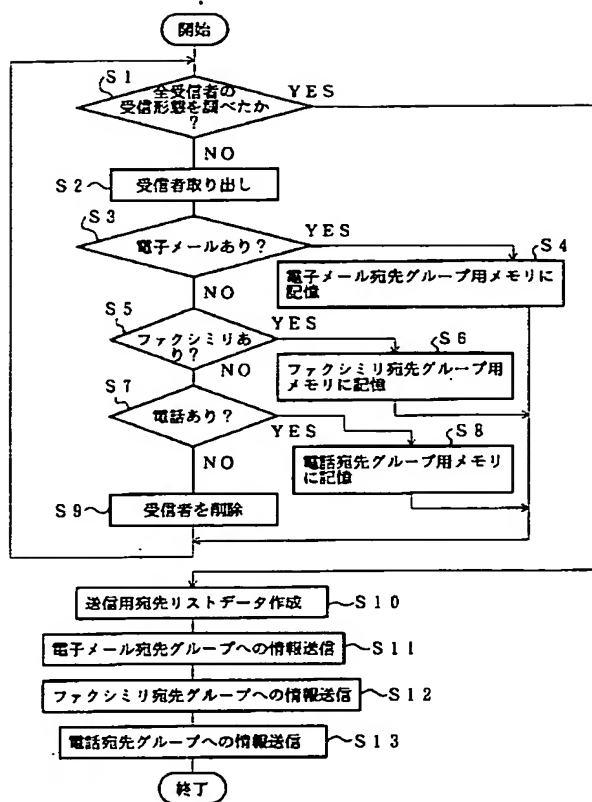 開始
S1
全受信者の
受信形態を調べたか
?
YES
NO
S2
受信者取り出し
S3
電子メールあり?
YES
S4
電子メール宛先グループ用メモリに
記憶
NO
S5
ファクシミリあ
り?
YES
S6
ファクシミリ宛先グループ用
メモリに記憶
NO
S7
電話あり?
YES
S8
電話宛先グループ用メモリ
に記憶
NO
S9
受信者を削除
送信用宛先リストデータ作成
S10
電子メール宛先グループへの情報送信
S11
ファクシミリ宛先グループへの情報送信
S12
電話宛先グループへの情報送信
S13
終了